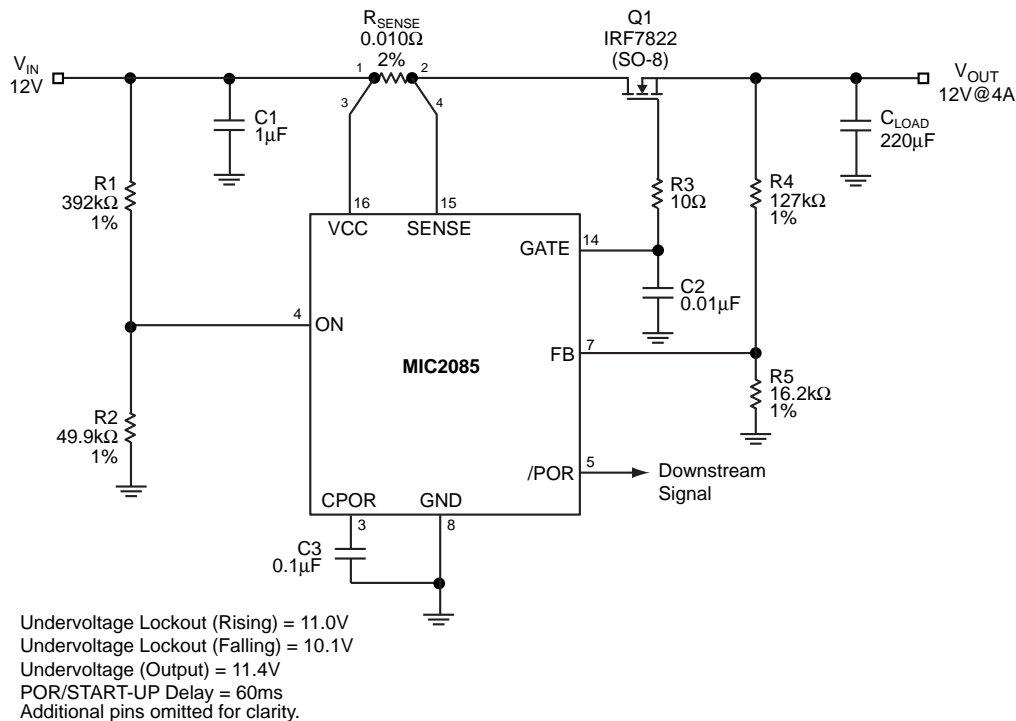 R_SENSE
0.010Ω
2%
Q1
IRF7822
(SO-8)
V_IN
12V
1
2
3
4
V_OUT
12V@4A
C1
1µF
C_LOAD
220µF
R1
392kΩ
1%
R3
10Ω
R4
127kΩ
1%
16
15
VCC
SENSE
GATE
14
C2
0.01µF
4
ON
FB
7
MIC2085
R5
16.2kΩ
1%
R2
49.9kΩ
1%
/POR
5
Downstream
Signal
CPOR
GND
3
8
C3
0.1µF
Undervoltage Lockout (Rising) = 11.0V
Undervoltage Lockout (Falling) = 10.1V
Undervoltage (Output) = 11.4V
POR/START-UP Delay = 60ms
Additional pins omitted for clarity.